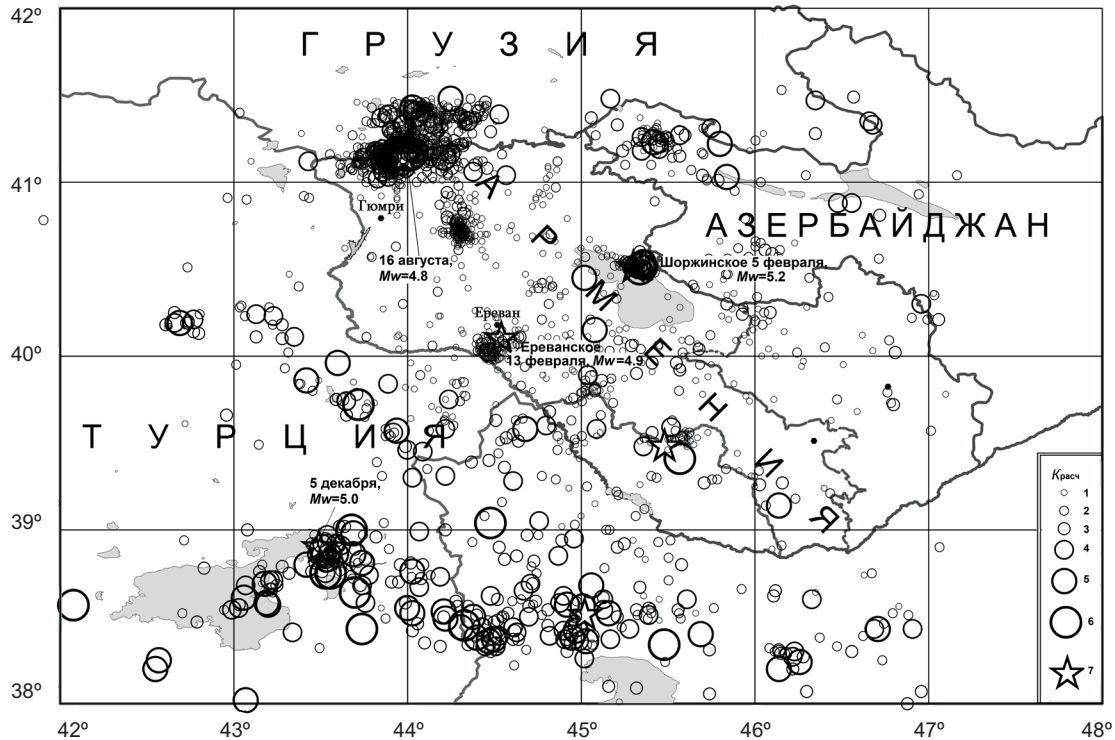 42º
Г Р У З И Я
41º
А Р М Е Н И Я
Гюмри
АЗЕРБАЙДЖАН
16 августа,
Mw=4.8
Шоржинское 5 февраля,
Mw=5.2
Ереван
40º
Ереванское
13 февраля, Mw=4.9
Т У Р Ц И Я
5 декабря,
Mw=5.0
39º
Kрасч
1
2
3
4
5
6
7
38º
42º 43º 44º 45º 46º 47º 48º